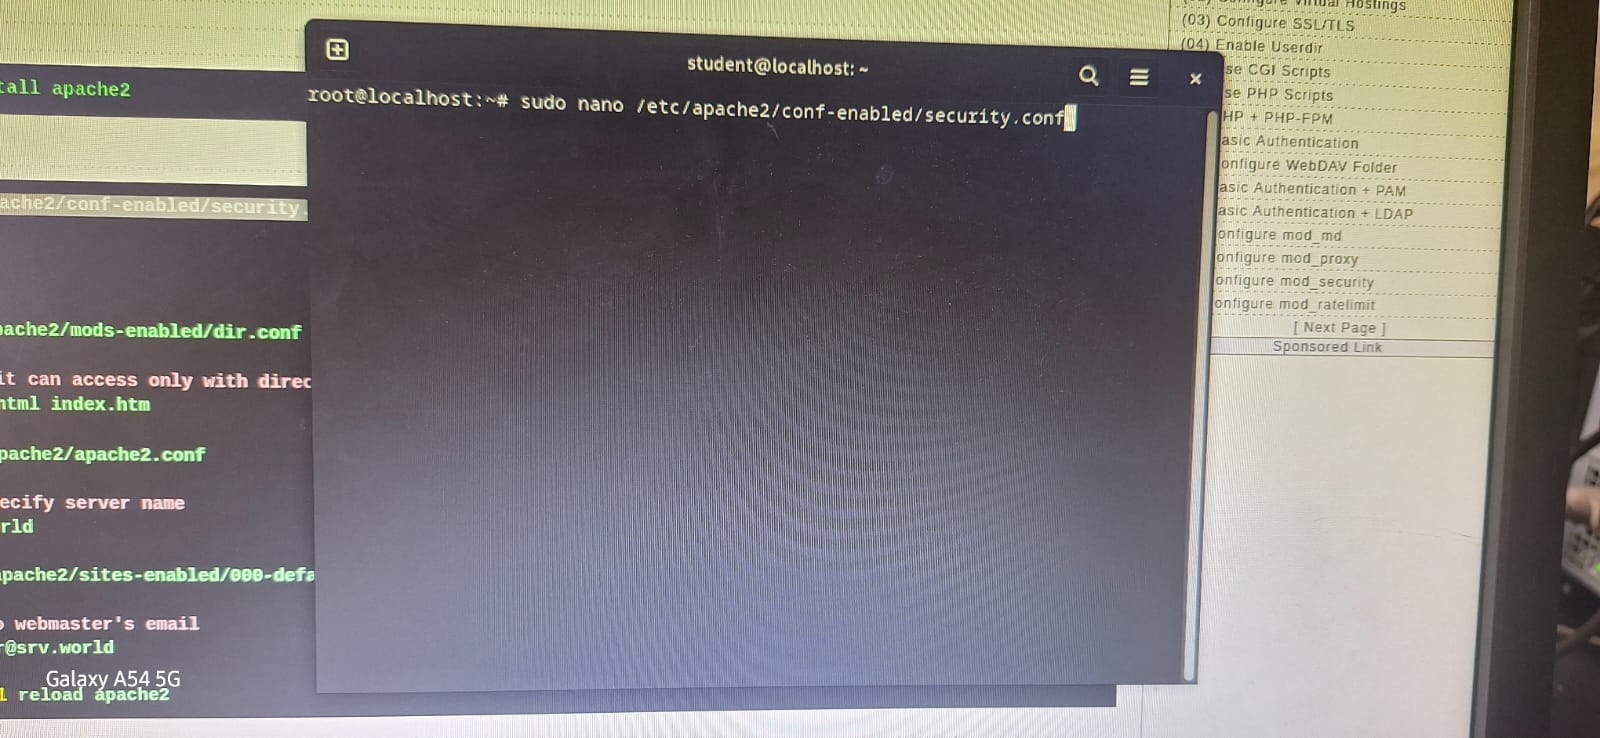 tall apache2
ache2/conf-enabled/security.
ache2/mods-enabled/dir.conf
it can access only with direc
html index.htm
pache2/apache2.conf
ecify server name
rld
apache2/sites-enabled/000-defa
webmaster's email
r@srv.world
reload apache2
Galaxy A54 5G
student@localhost: ~
root@localhost:~# sudo nano /etc/apache2/conf-enabled/security.conf
Virtual Hostings
(03) Configure SSL/TLS
(04) Enable Userdir
se CGI Scripts
se PHP Scripts
HP + PHP-FPM
asic Authentication
onfigure WebDAV Folder
asic Authentication + PAM
asic Authentication + LDAP
onfigure mod_md
onfigure mod_proxy
onfigure mod_security
onfigure mod_ratelimit
[ Next Page ]
Sponsored Link